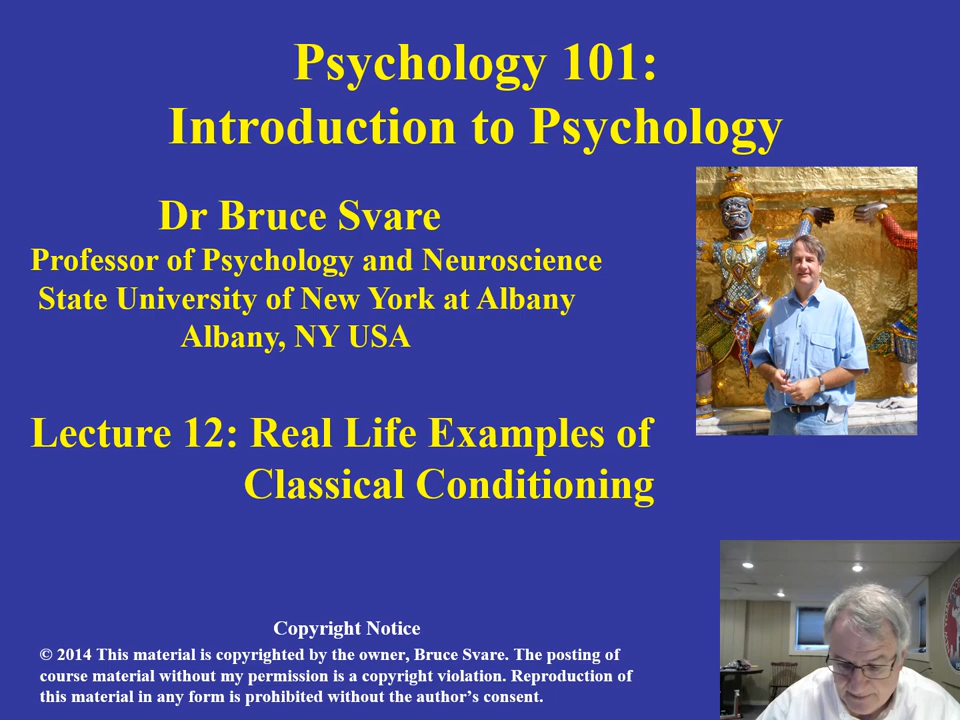 Psychology 101:
Introduction to Psychology
Dr Bruce Svare
Professor of Psychology and Neuroscience
State University of New York at Albany
Albany, NY USA
Lecture 12: Real Life Examples of
Classical Conditioning
Copyright Notice
© 2014 This material is copyrighted by the owner, Bruce Svare. The posting of
course material without my permission is a copyright violation. Reproduction of
this material in any form is prohibited without the author’s consent.